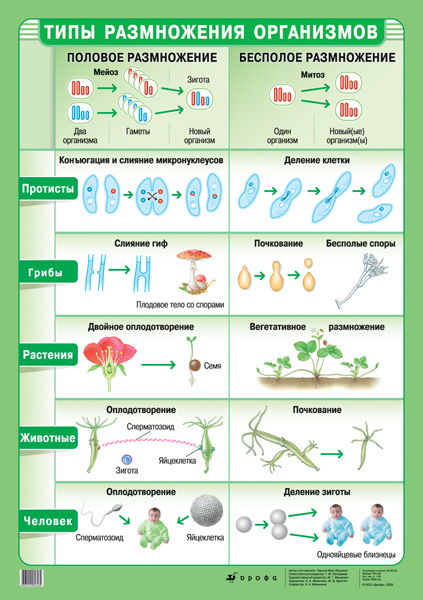 ТИПЫ РАЗМНОЖЕНИЯ ОРГАНИЗМОВ
ПОЛОВОЕ РАЗМНОЖЕНИЕ
БЕСПОЛОЕ РАЗМНОЖЕНИЕ
Мейоз
Зигота
Митоз
Два
организма
Гаметы
Новый
организм
Один
организм
Новый(ые)
организм(ы)
Протисты
Конъюгация и слияние микронуклеусов
Деление клетки
Грибы
Слияние гиф
Плодовое тело со спорами
Почкование
Бесполые споры
Растения
Двойное оплодотворение
Семя
Вегетативное размножение
Животные
Оплодотворение
Сперматозоид
Зигота
Яйцеклетка
Почкование
Человек
Оплодотворение
Сперматозоид
Яйцеклетка
Деление зиготы
Однояйцевые близнецы
дрофа